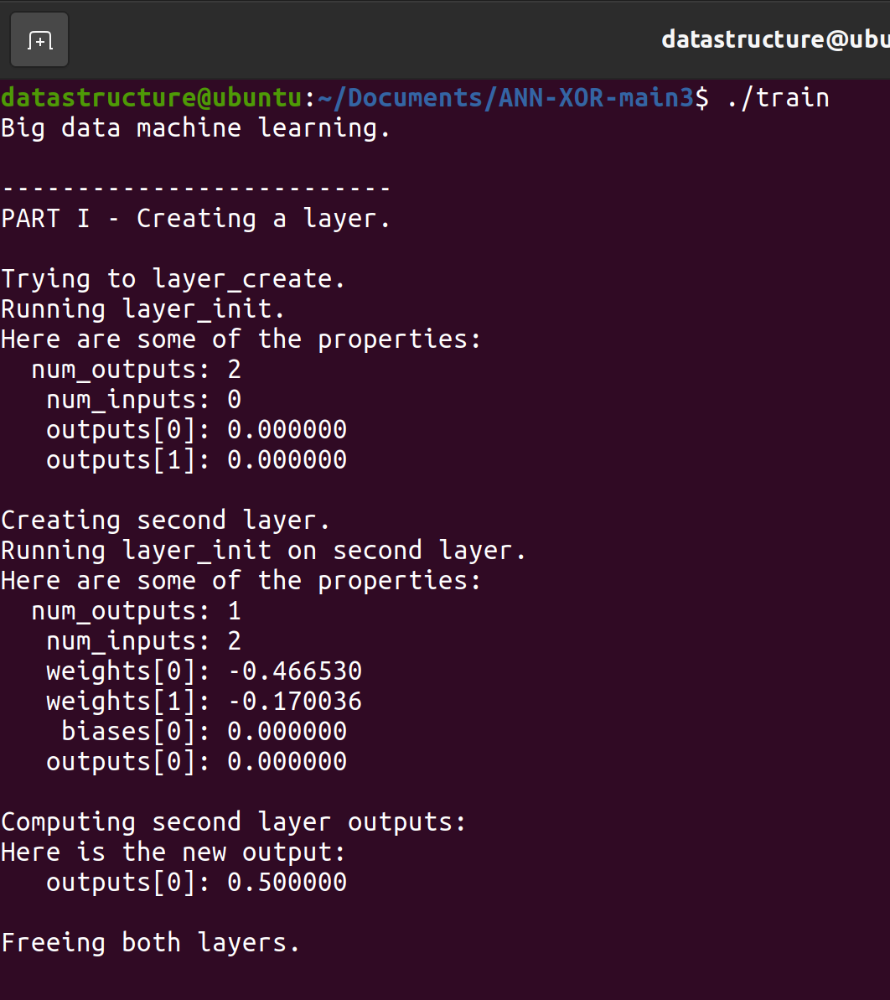 datastructure@ubu
datastructure@ubuntu:~/Documents/ANN-XOR-main3$ ./train
Big data machine learning.
--------------------------
PART I - Creating a layer.
Trying to layer_create.
Running layer_init.
Here are some of the properties:
  num_outputs: 2
   num_inputs: 0
   outputs[0]: 0.000000
   outputs[1]: 0.000000
Creating second layer.
Running layer_init on second layer.
Here are some of the properties:
  num_outputs: 1
   num_inputs: 2
   weights[0]: -0.466530
   weights[1]: -0.170036
    biases[0]: 0.000000
   outputs[0]: 0.000000
Computing second layer outputs:
Here is the new output:
   outputs[0]: 0.500000
Freeing both layers.